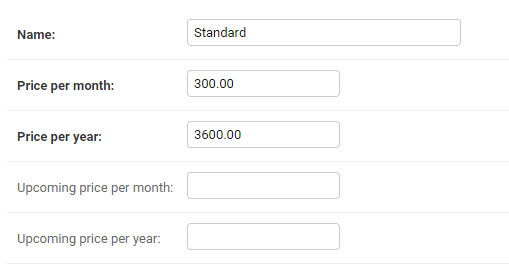 Name: Standard
Price per month: 300.00
Price per year: 3600.00
Upcoming price per month:
Upcoming price per year: